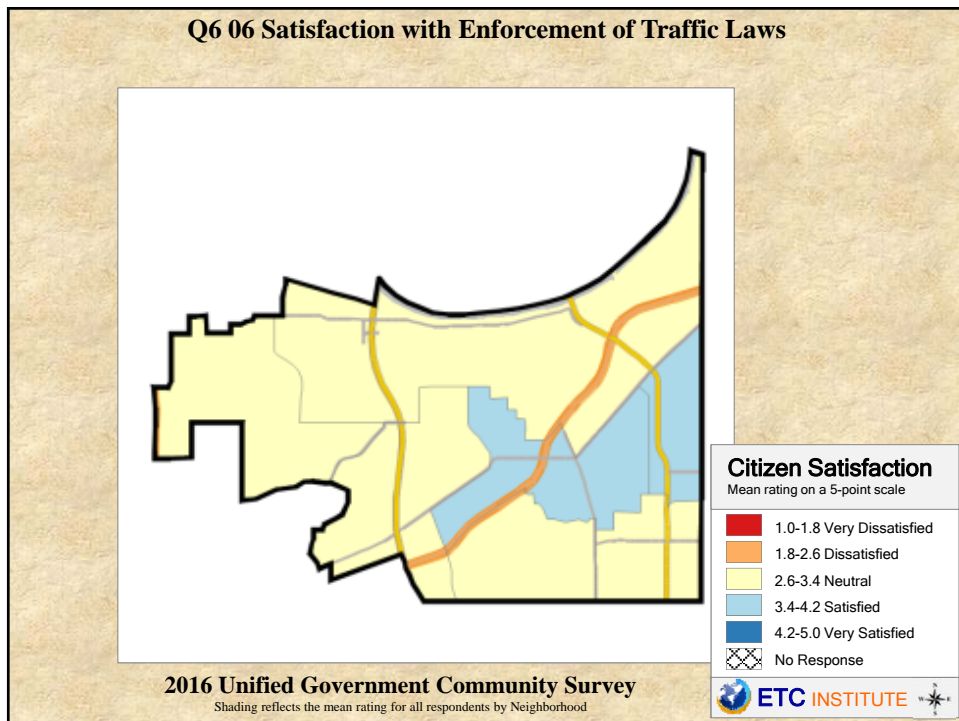 Q6 06 Satisfaction with Enforcement of Traffic Laws
Citizen Satisfaction
Mean rating on a 5-point scale
1.0-1.8 Very Dissatisfied
1.8-2.6 Dissatisfied
2.6-3.4 Neutral
3.4-4.2 Satisfied
4.2-5.0 Very Satisfied
No Response
2016 Unified Government Community Survey
Shading reflects the mean rating for all respondents by Neighborhood
ETC INSTITUTE
N
W E
S